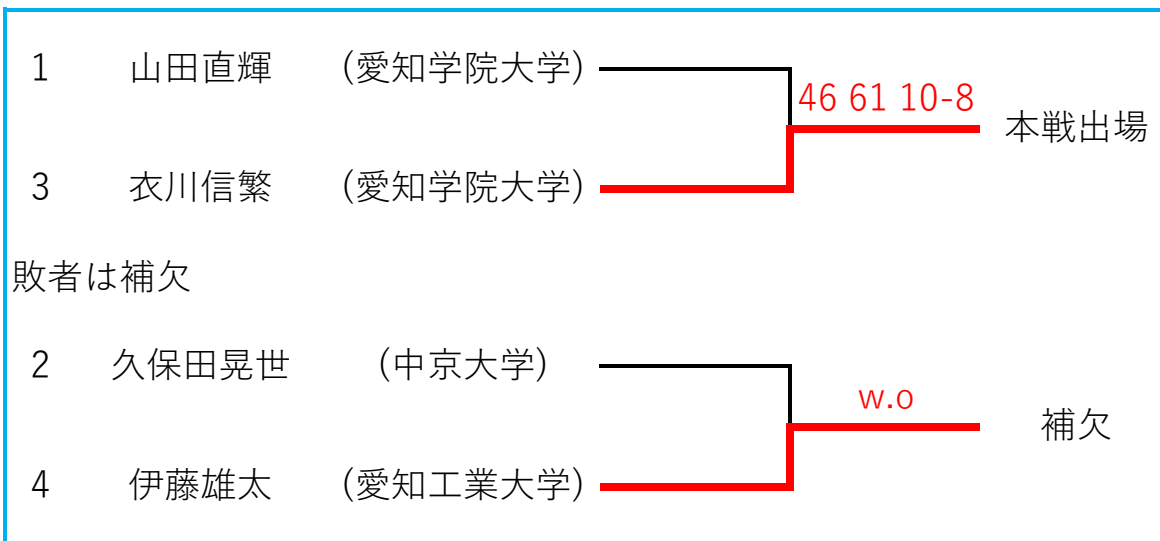 1 山田直輝 (愛知学院大学)
46 61 10-8
本戦出場
3 衣川信繁 (愛知学院大学)
敗者は補欠
2 久保田晃世 (中京大学)
w.o
補欠
4 伊藤雄太 (愛知工業大学)